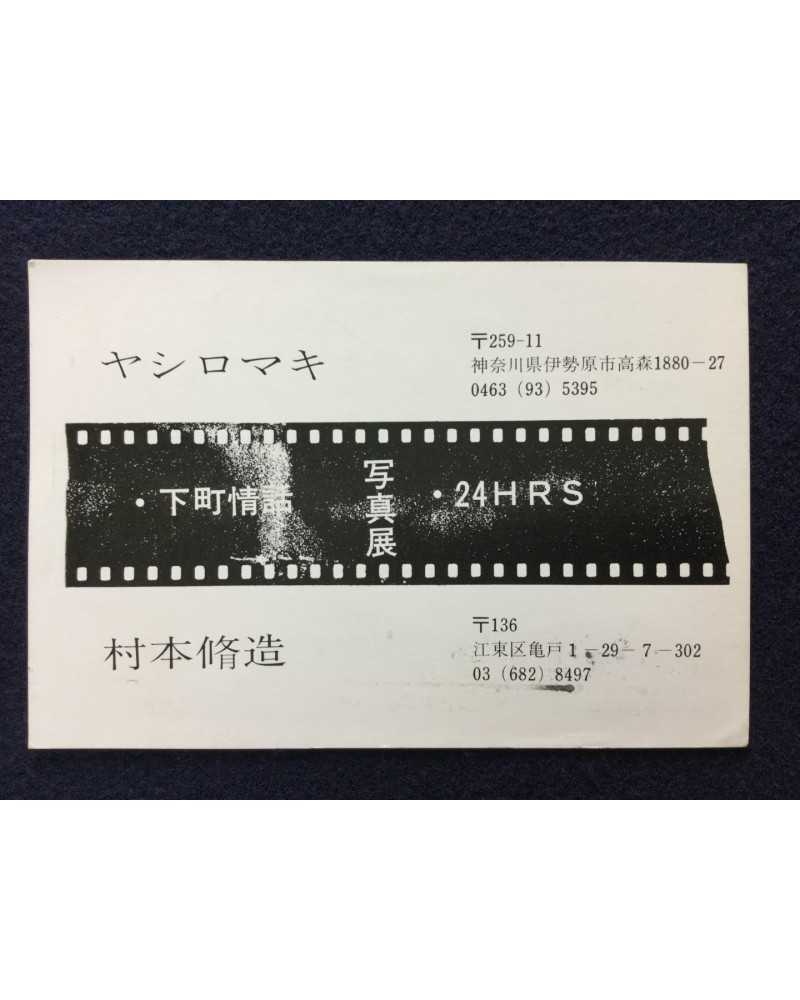 ヤシロマキ
〒259-11
神奈川県伊勢原市高森1880−27
0463 (93) 5395
・下町情話
写真展
・24HRS
村本脩造
〒136
江東区亀戸1−29−7−302
03 (682) 8497